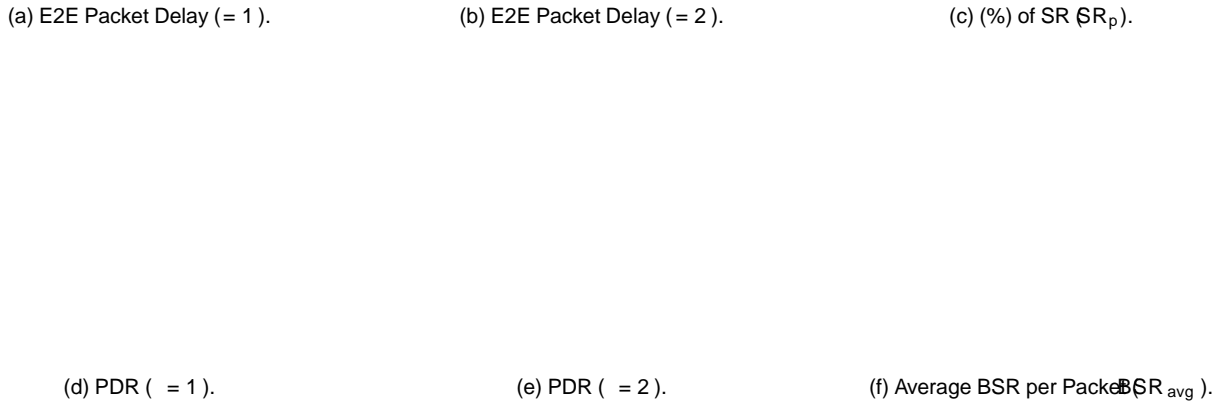 (a) E2E Packet Delay ( = 1 ).
(b) E2E Packet Delay ( = 2 ).
(c) (%) of SR (SRp).
(d) PDR ( = 1 ).
(e) PDR ( = 2 ).
(f) Average BSR per Packet (BSR avg ).